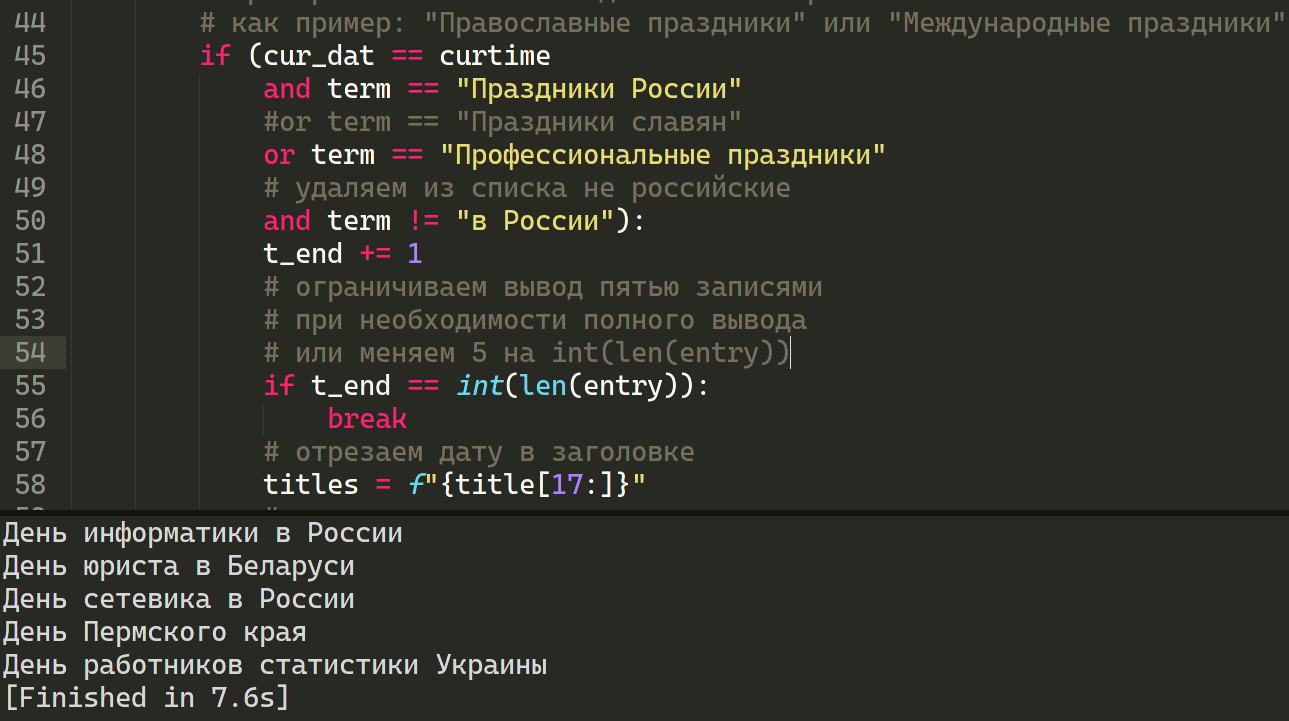 44 # как пример: "Православные праздники" или "Международные праздники"
45 if (cur_dat == curtime
46 and term == "Праздники России"
47 #or term == "Праздники славян"
48 or term == "Профессиональные праздники"
49 # удаляем из списка не российские
50 and term != "в России"):
51 t_end += 1
52 # ограничиваем вывод пятью записями
53 # при необходимости полного вывода
54 # или меняем 5 на int(len(entry))
55 if t_end == int(len(entry)):
56 break
57 # отрезаем дату в заголовке
58 titles = f"{title[17:]}"
День информатики в России
День юриста в Беларуси
День сетевика в России
День Пермского края
День работников статистики Украины
[Finished in 7.6s]